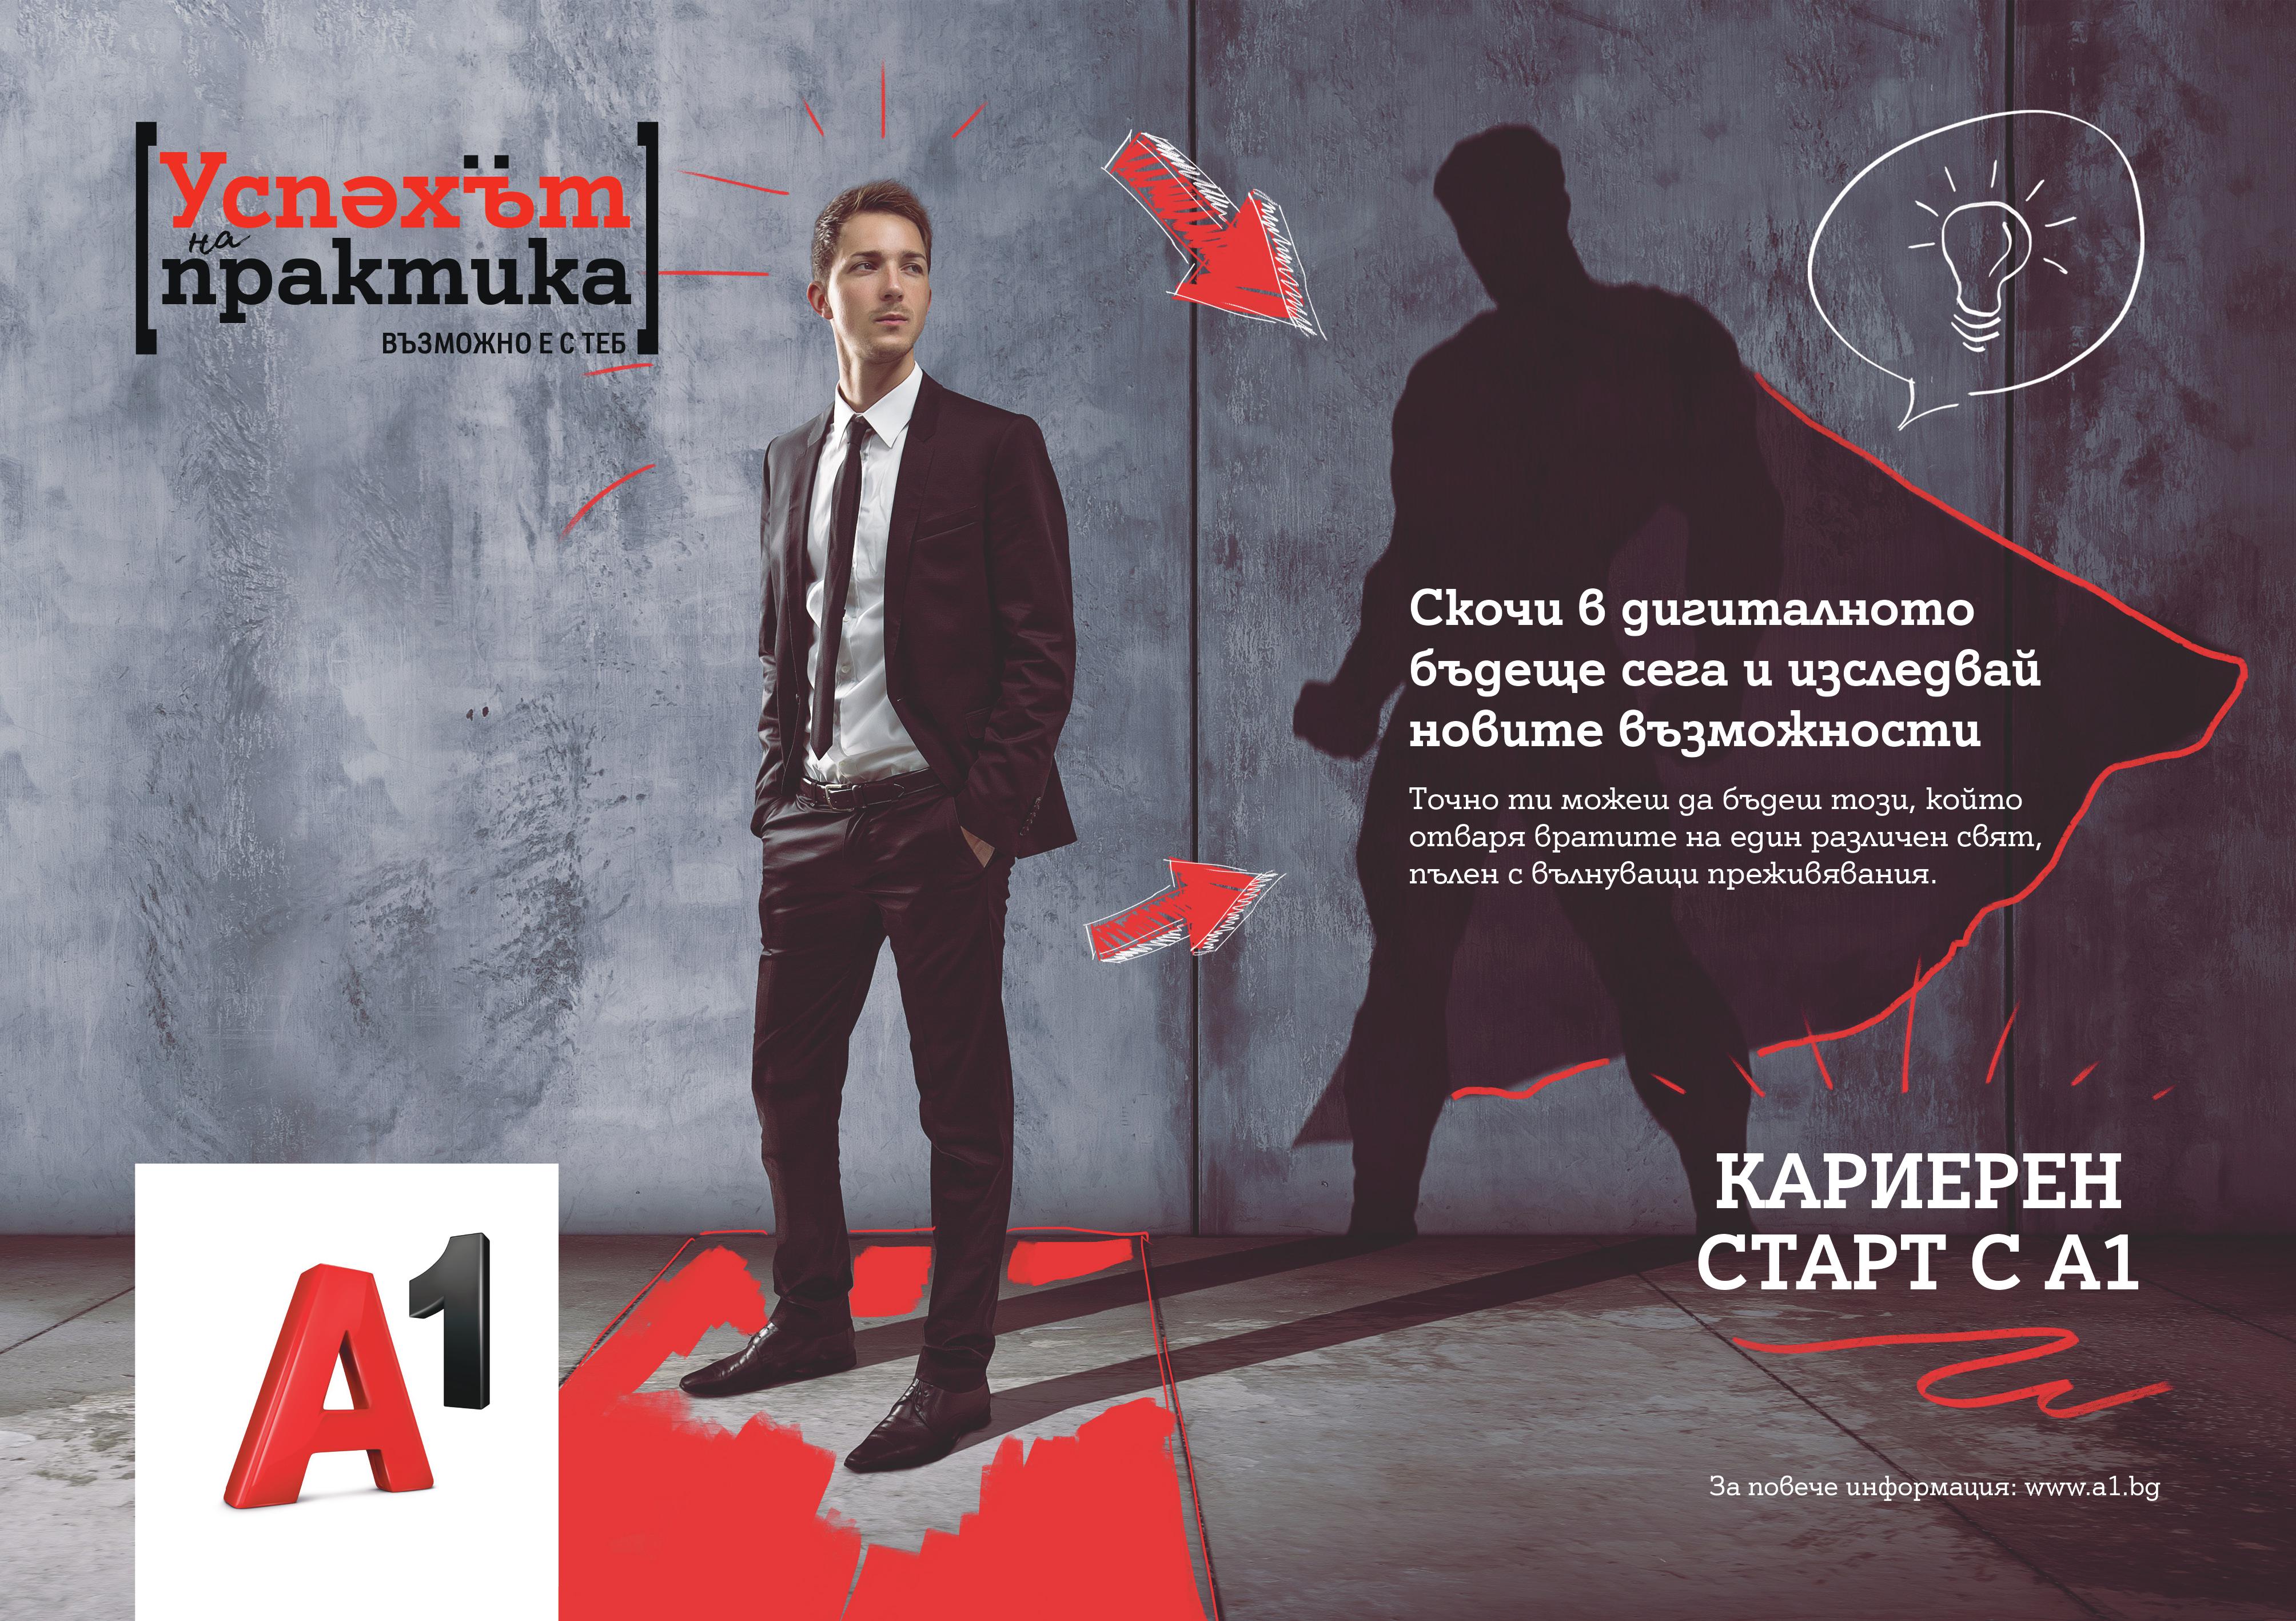 [Успәхът̈
на
практика]
ВЪЗМОЖНО Е С ТЕБ
Скочи в дигиталното
бъдеще сега и изследвай
новите възможности
Точно ти можеш да бъдеш този, който
отваря вратите на един различен свят,
пълен с вълнуващи преживявания.
КАРИЕРЕН
СТАРТ С А1
A1
За повече информация: www.a1.bg